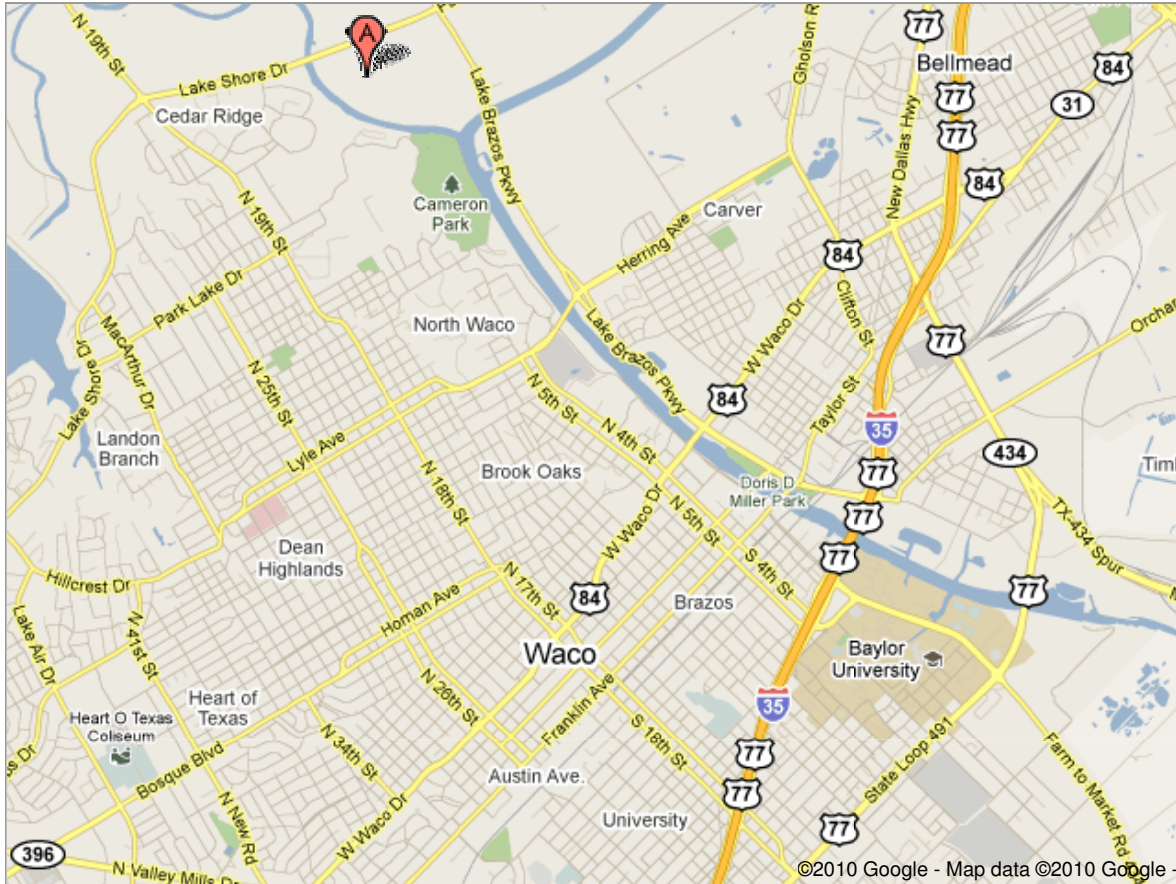 N 19th St
A
77
Bellmead
84
Gholson R
Lake Shore Dr
Cedar Ridge
Lake Brazos Pkwy
New Dallas Hwy
77
31
77
84
Cameron
Park
Carver
N 19th St
Herring Ave
84
Park Lake Dr
Clifton St
MacArthur Dr
North Waco
Lake Brazos Pkwy
W Waco Dr
77
Orchar
Lake Shore Dr
N 25th St
N 5th St
84
Taylor St
35
Landon
Branch
Lyle Ave
N 4th St
434
Brook Oaks
77
Timl
N 18th St
Doris D
Miller Park
W Waco Dr
N 5th St
77
TX-434 Spur
Dean
Highlands
S 4th St
77
Hillcrest Dr
N 17th St
84
77
Homan Ave
Brazos
Lake Air Dr
N 41st St
Waco
Baylor
University
N 26th St
Heart of
Texas
Franklin Ave
35
Heart O Texas
Coliseum
S 18th St
State Loop 491
Farm to Market Rd
ss Dr
Bosque Blvd
N 34th St
77
Austin Ave.
77
N New Rd
W Waco Dr
University
77
396
N Valley Mills Dr
©2010 Google - Map data ©2010 Google